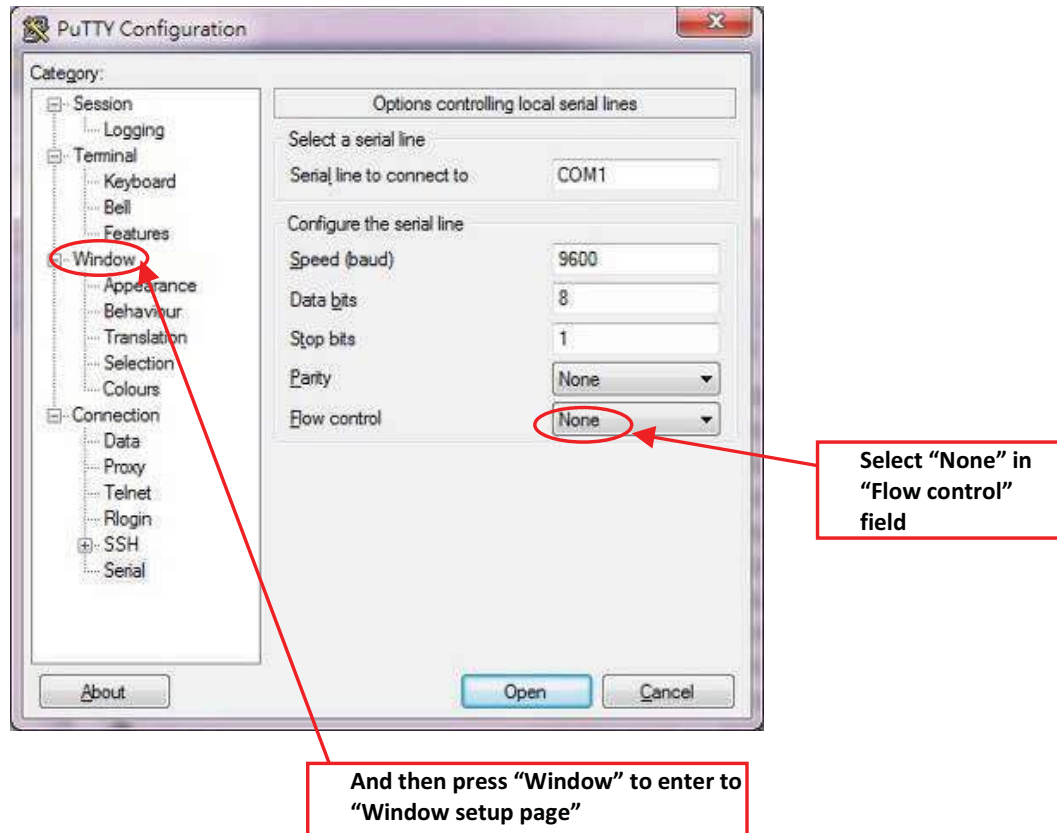 PuTTY Configuration
Category:
Session
Logging
Terminal
Keyboard
Bell
Features
Window
Appearance
Behaviour
Translation
Selection
Colours
Connection
Data
Proxy
Telnet
Rlogin
SSH
Serial
Options controlling local serial lines
Select a serial line
Serial line to connect to COM1
Configure the serial line
Speed (baud) 9600
Data bits 8
Stop bits 1
Parity None
Flow control None
About Open Cancel
Select “None” in
“Flow control”
field
And then press “Window” to enter to
“Window setup page”